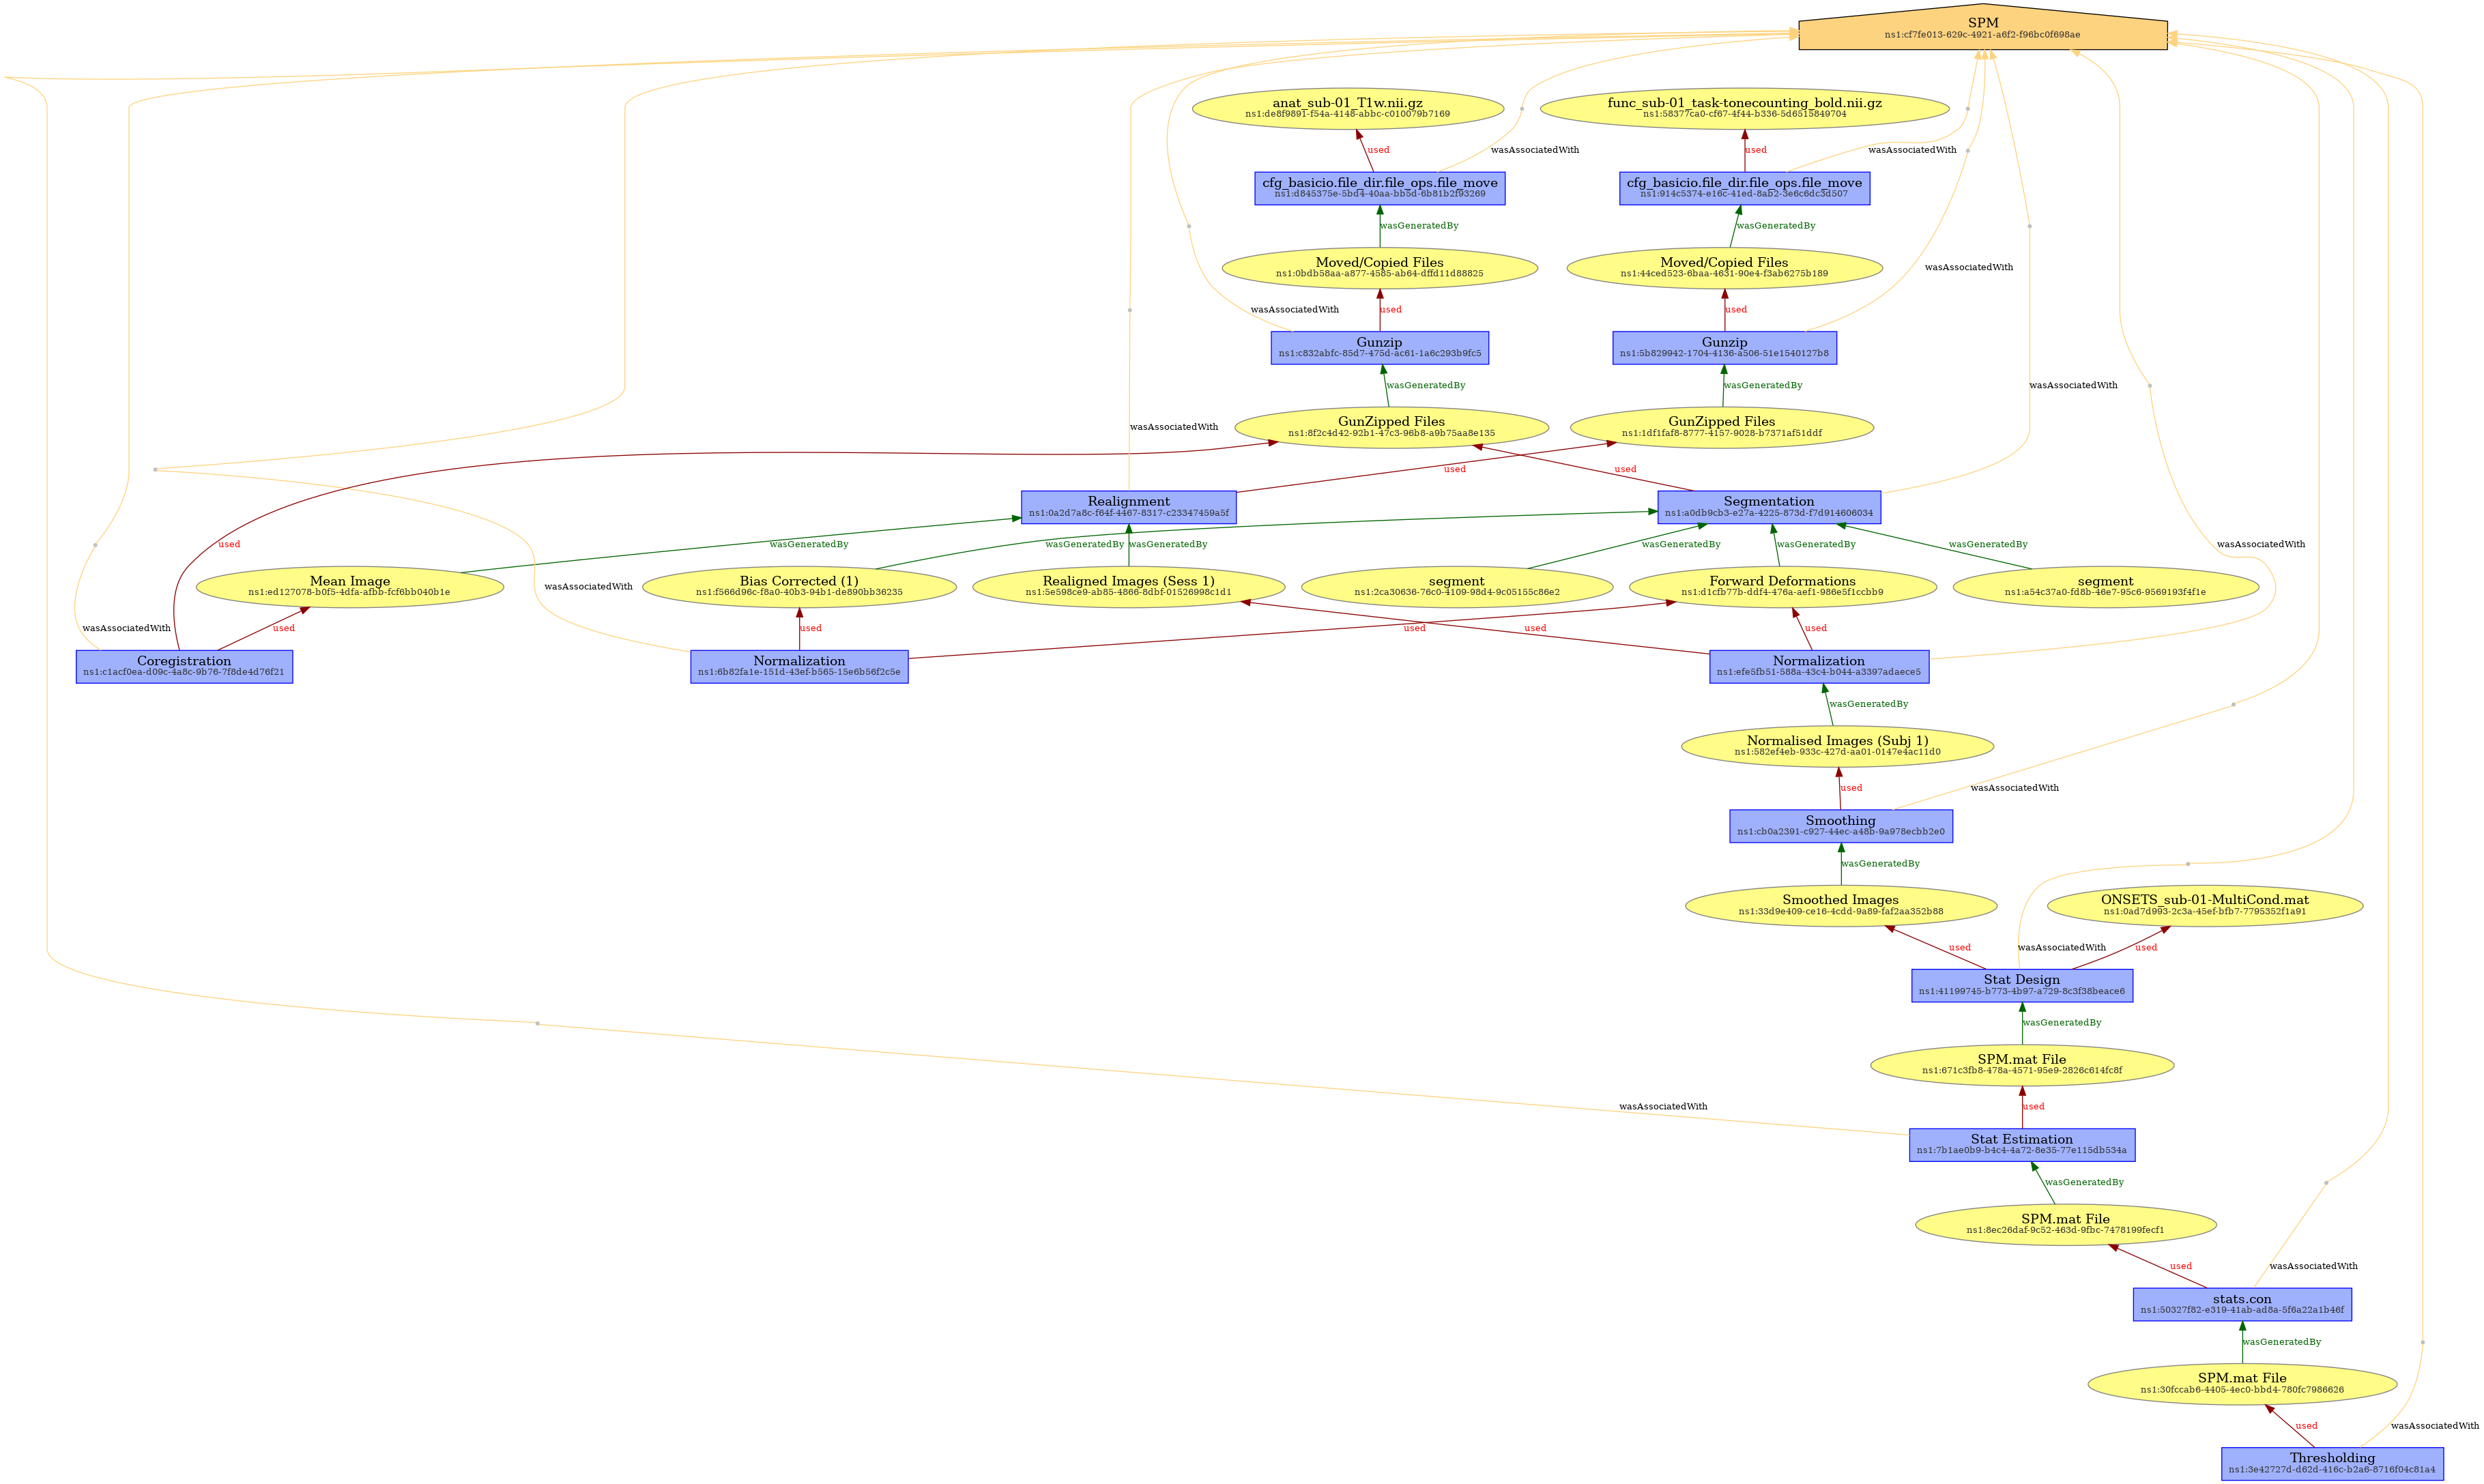 SPM
ns1:cf7fe013-629c-4921-a6f2-f96bc0f698ae
anat_sub-01_T1w.nii.gz
ns1:de8f9891-f54a-4148-abbc-c010079b7169
func_sub-01_task-tonecounting_bold.nii.gz
ns1:58377ca0-cf67-4f44-b336-5d6515849704
used
wasAssociatedWith
used
wasAssociatedWith
cfg_basicio.file_dir.file_ops.file_move
ns1:d845375e-5bd4-40aa-bb5d-6b81b2f93269
cfg_basicio.file_dir.file_ops.file_move
ns1:914c5374-e16c-41ed-8ab2-3e6c6dc3d507
wasGeneratedBy
wasGeneratedBy
Moved/Copied Files
ns1:0bdb58aa-a877-4585-ab64-dffd11d88825
Moved/Copied Files
ns1:44ced523-6baa-4631-90e4-f3ab6275b189
wasAssociatedWith
wasAssociatedWith
used
used
Gunzip
ns1:c832abfc-85d7-475d-ac61-1a6c293b9fc5
Gunzip
ns1:5b829942-1704-4136-a506-51e1540127b8
wasGeneratedBy
wasGeneratedBy
wasAssociatedWith
wasAssociatedWith
GunZipped Files
ns1:8f2c4d42-92b1-47c3-96b8-a9b75aa8e135
GunZipped Files
ns1:1df1faf8-8777-4157-9028-b7371af51ddf
used
used
Realignment
ns1:0a2d7a8c-f64f-4467-8317-c23347459a5f
Segmentation
ns1:a0db9cb3-e27a-4225-873d-f7d914606034
used
wasGeneratedBy
wasGeneratedBy
wasGeneratedBy
wasGeneratedBy
wasGeneratedBy
wasGeneratedBy
wasAssociatedWith
Mean Image
ns1:ed127078-b0f5-4dfa-afbb-fcf6bb040b1e
wasAssociatedWith
Bias Corrected (1)
ns1:f566d96c-f8a0-40b3-94b1-de890bb36235
Realigned Images (Sess 1)
ns1:5e598ce9-ab85-4866-8dbf-01526998c1d1
segment
ns1:2ca30636-76c0-4109-98d4-9c05155c86e2
Forward Deformations
ns1:d1cfb77b-ddf4-476a-aef1-986e5f1ccbb9
segment
ns1:a54c37a0-fd8b-46e7-95c6-9569193f4f1e
wasAssociatedWith
used
used
used
used
used
Coregistration
ns1:c1acf0ea-d09c-4a8c-9b76-7f8de4d76f21
Normalization
ns1:6b82fa1e-151d-43ef-b565-15e6b56f2c5e
Normalization
ns1:efe5fb51-588a-43c4-b044-a3397adaece5
wasGeneratedBy
Normalised Images (Subj 1)
ns1:582ef4eb-933c-427d-aa01-0147e4ac11d0
used
wasAssociatedWith
Smoothing
ns1:cb0a2391-c927-44ec-a48b-9a978ecbb2e0
wasGeneratedBy
Smoothed Images
ns1:33d9e409-ce16-4cdd-9a89-faf2aa352b88
ONSETS_sub-01-MultiCond.mat
ns1:0ad7d993-2c3a-45ef-bfb7-7795352f1a91
used
wasAssociatedWith
used
Stat Design
ns1:41199745-b773-4b97-a729-8c3f38beace6
wasGeneratedBy
SPM.mat File
ns1:671c3fb8-478a-4571-95e9-2826c614fc8f
wasAssociatedWith
used
Stat Estimation
ns1:7b1ae0b9-b4c4-4a72-8e35-77e115db534a
wasGeneratedBy
SPM.mat File
ns1:8ec26daf-9c52-463d-9fbc-7478199fecf1
used
wasAssociatedWith
stats.con
ns1:50327f82-e319-41ab-ad8a-5f6a22a1b46f
wasGeneratedBy
SPM.mat File
ns1:30fccab6-4405-4ec0-bbd4-780fc7986626
used
wasAssociatedWith
Thresholding
ns1:3e42727d-d62d-416c-b2a6-8716f04c81a4